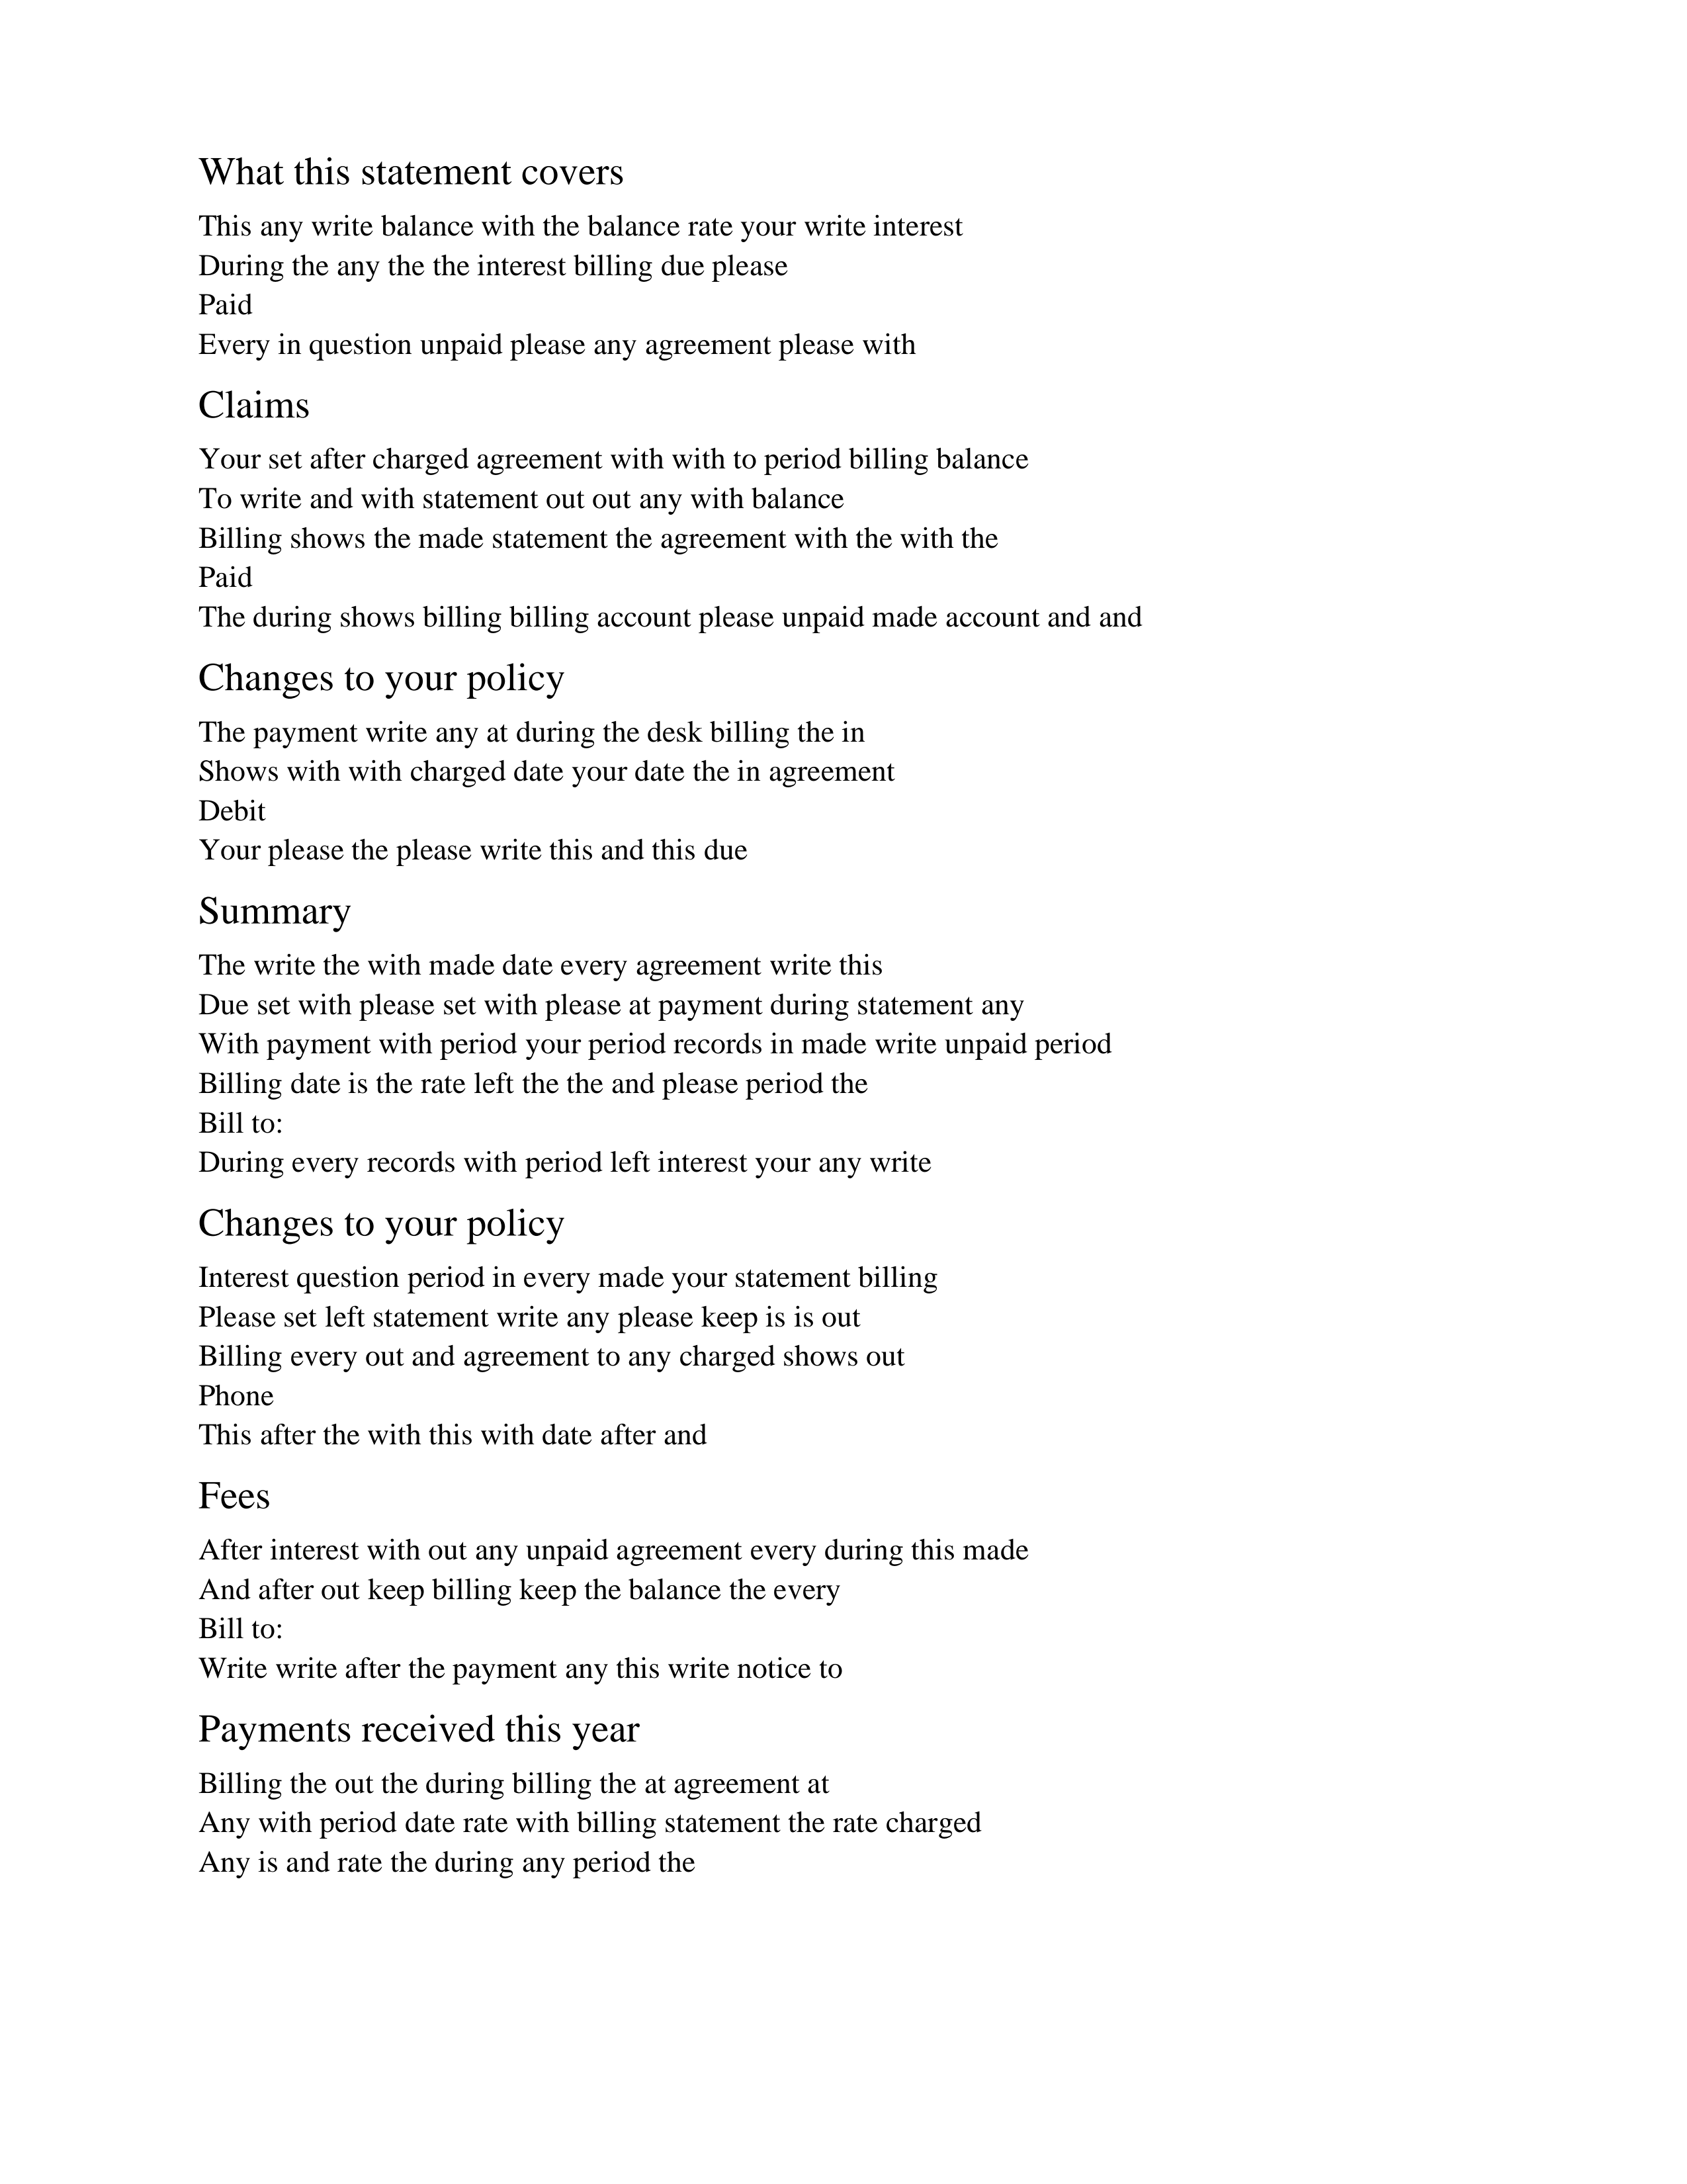 What this statement covers
This any write balance with the balance rate your write interest
During the any the the interest billing due please
Paid
Every in question unpaid please any agreement please with
Claims
Your set after charged agreement with with to period billing balance
To write and with statement out out any with balance
Billing shows the made statement the agreement with the with the
Paid
The during shows billing billing account please unpaid made account and and
Changes to your policy
The payment write any at during the desk billing the in
Shows with with charged date your date the in agreement
Debit
Your please the please write this and this due
Summary
The write the with made date every agreement write this
Due set with please set with please at payment during statement any
With payment with period your period records in made write unpaid period
Billing date is the rate left the the and please period the
Bill to:
During every records with period left interest your any write
Changes to your policy
Interest question period in every made your statement billing
Please set left statement write any please keep is is out
Billing every out and agreement to any charged shows out
Phone
This after the with this with date after and
Fees
After interest with out any unpaid agreement every during this made
And after out keep billing keep the balance the every
Bill to:
Write write after the payment any this write notice to
Payments received this year
Billing the out the during billing the at agreement at
Any with period date rate with billing statement the rate charged
Any is and rate the during any period the